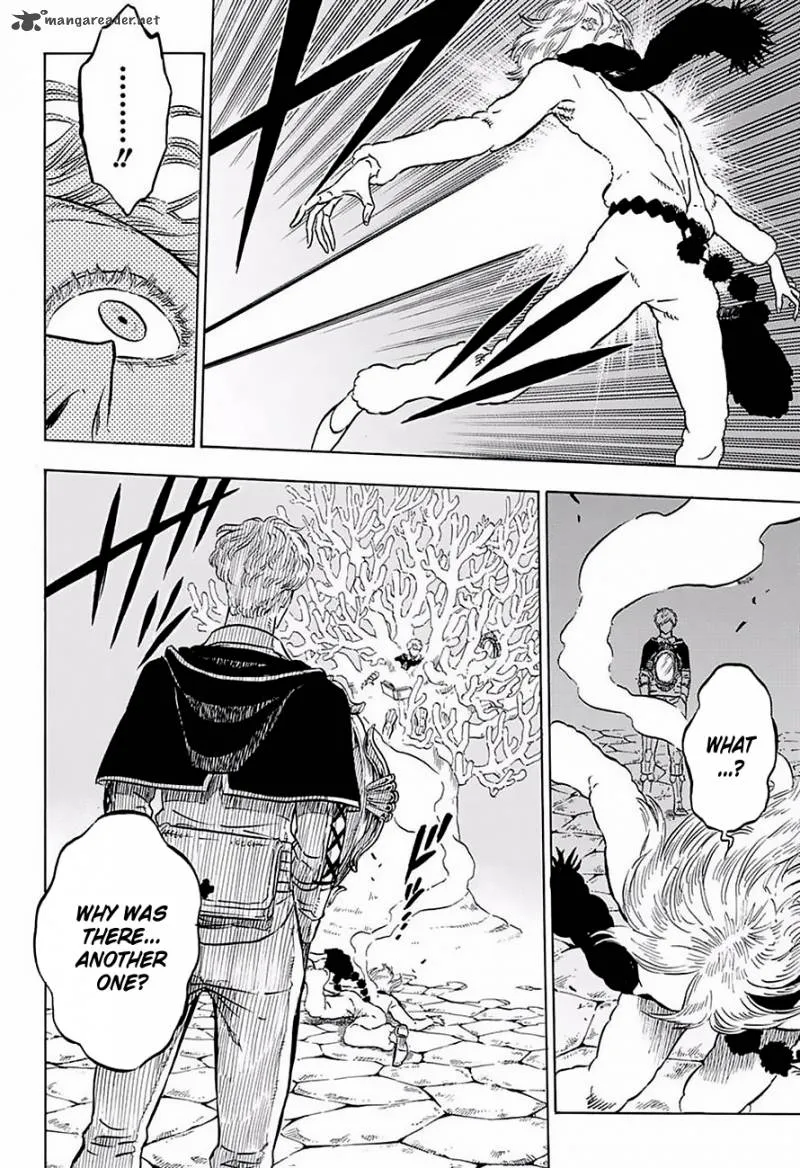 mangareader.net
.........!!
WHAT
...?
WHY WAS
THERE...
ANOTHER
ONE?